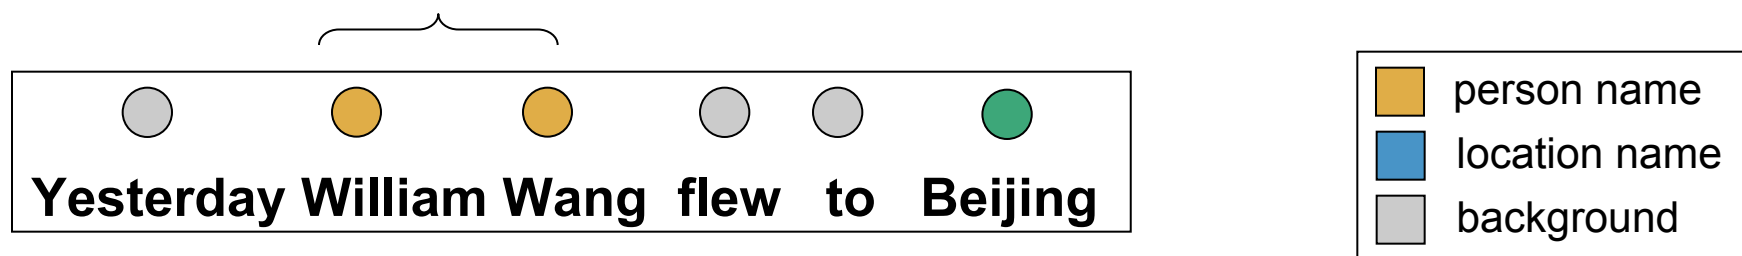 Yesterday William Wang flew to Beijing
person name
location name
background